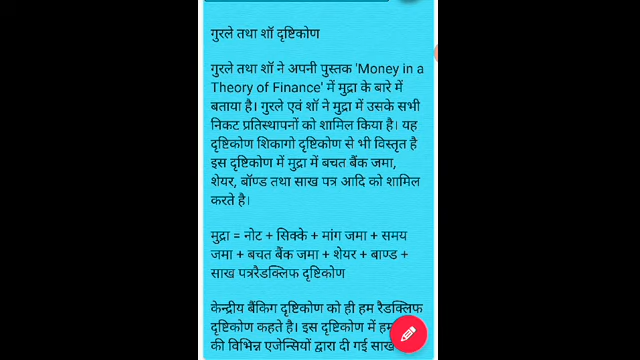 गुरले तथा शॉ दृष्टिकोण
गुरले तथा शॉ ने अपनी पुस्तक 'Money in a
Theory of Finance' में मुद्रा के बारे में
बताया है। गुरले एवं शॉ ने मुद्रा में उसके सभी
निकट प्रतिस्थापनों को शामिल किया है। यह
दृष्टिकोण शिकागो दृष्टिकोण से भी विस्तृत है
इस दृष्टिकोण में मुद्रा में बचत बैंक जमा,
शेयर, बॉण्ड तथा साख पत्र आदि को शामिल
करते है।
मुद्रा = नोट + सिक्के + मांग जमा + समय
जमा + बचत बैंक जमा + शेयर + बाण्ड +
साख पत्ररैडक्लिफ दृष्टिकोण
केन्द्रीय बैंकिग दृष्टिकोण को ही हम रैडक्लिफ
दृष्टिकोण कहते है। इस दृष्टिकोण में हम
की विभिन्न एजेन्सियों द्वारा दी गई साख